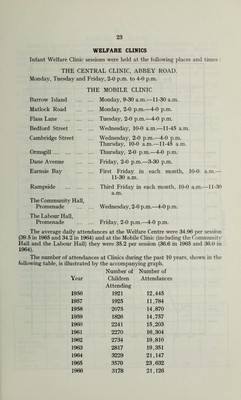 23
WELFARE CLINICS
Infant Welfare Clinic sessions were held at the following places and times :
THE CENTRAL CLINIC, ABBEY ROAD.
Monday, Tuesday and Friday, 2-0 p.m. to 4-0 p.m.
THE MOBILE CLINIC
Barrow Island ... ... Monday, 9-30 a.m.—11-30 a.m.
Matlock Road ... ... Monday, 2-0 p.m.—4-0 p.m.
Flass Lane ... ... Tuesday, 2-0 p.m.—4-0 p.m.
Bedford Street ... ... Wednesday, 10-0 a.m.—11-45 a.m.
Cambridge Street ... Wednesday, 2-0 p.m.—4-0 p.m.
Thursday, 10-0 a.m.—11-45 a.m.
Ormsgill ... ... ... Thursday, 2-0 p.m.—4-0 p.m.
Dane Avenue ... ... Friday, 2-0 p.m.—3-30 p.m.
Earnsie Bay ... ... First Friday in each month, 10-0 a.m.—
11-30 a.m.
Rampside ... ... Third Friday in each month, 10-0 a.m.—11-30
a.m.
The Community Hall,
Promenade ... ... Wednesday, 2-0 p.m.—4-0 p.m.
The Labour Hall,
Promenade ... ... Friday, 2-0 p.m.—4-0 p.m.
The average daily attendances at the Welfare Centre were 34.96 per session
(39.5 in 1965 and 34.2 in 1964) and at the Mobile Clinic (including the Community
Hall and the Labour Hall) they were 35.2 per session (36.6 in 1965 and 36.0 in
1964).
The number of attendances at Clinics during the past 10 years, shown in the
following table, is illustrated by the accompanying graph.
Number of Number of
Year Children Attendances
Attending
1956 1921 12,445
1957 1925 11,784
1958 2075 14,870
1959 1826 14,757
1960 2241 15,203
1961 2270 16,304
1962 2734 19,810
1963 2817 19,351
1964 3229 21,147
1965 3570 23,632
1966 3178 21,126